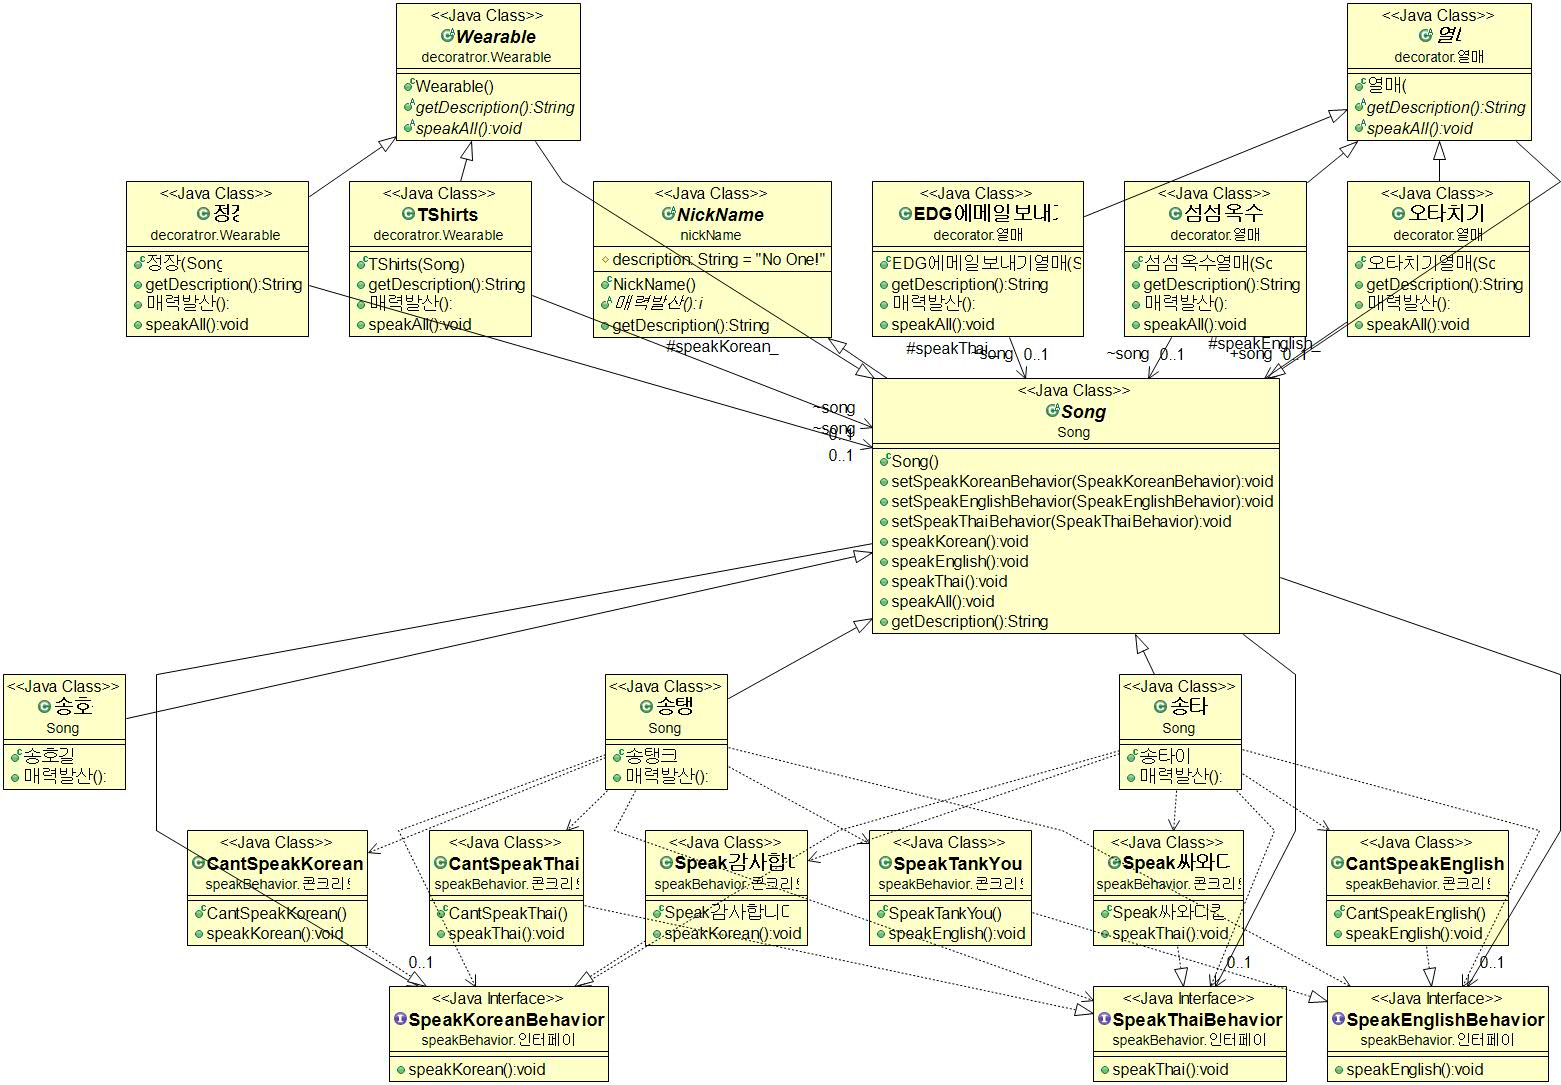 <<Java Class>>
Wearable
decoratror.Wearable
Wearable()
getDescription():String
speakAll():void
<<Java Class>>
decorator.열매
열매(
getDescription():String
speakAll():void
<<Java Class>>
decoratror.Wearable
정장(Song
getDescription():String
매력발산():
speakAll():void
<<Java Class>>
TShirts
decoratror.Wearable
TShirts(Song)
getDescription():String
매력발산():
speakAll():void
<<Java Class>>
NickName
nickName
description: String = "No One!"
NickName()
매력발산():i
getDescription():String
<<Java Class>>
EDG에메일보내
decorator.열매
EDG에메일보내기열매(S
getDescription():String
매력발산():
speakAll():void
<<Java Class>>
섬섬옥수
decorator.열매
섬섬옥수열매(Sc
getDescription():String
매력발산():
speakAll():void
<<Java Class>>
오타치기
decorator.열매
오타치기열매(Sc
getDescription():String
매력발산():
speakAll():void
#speakKorean_
#speakThai_
~song
0..1
~song
0..1
#speakEnglish_
+song
0..1
~song
~song
0..1
0..1
<<Java Class>>
Song
Song
Song()
setSpeakKoreanBehavior(SpeakKoreanBehavior):void
setSpeakEnglishBehavior(SpeakEnglishBehavior):void
setSpeakThaiBehavior(SpeakThaiBehavior):void
speakKorean():void
speakEnglish():void
speakThai():void
speakAll():void
getDescription():String
<<Java Class>>
송호
Song
송호길
매력발산():
<<Java Class>>
송탱
Song
송탱크
매력발산():
<<Java Class>>
송타
Song
송타이
매력발산():
<<Java Class>>
CantSpeakKorean
speakBehavior.콘크리
CantSpeakKorean()
speakKorean():void
<<Java Class>>
CantSpeakThai
speakBehavior.콘크리
CantSpeakThai()
speakThai():void
<<Java Class>>
Speak감사합
speakBehavior.콘크리
Speak감사합니
speakKorean():void
<<Java Class>>
SpeakTankYou
speakBehavior.콘크리
SpeakTankYou()
speakEnglish():void
<<Java Class>>
Speak싸와
speakBehavior.콘크리
Speak싸와디
speakThai():void
<<Java Class>>
CantSpeakEnglish
speakBehavior.콘크리
CantSpeakEnglish()
speakEnglish():void
0..1
0..1
0..1
<<Java Interface>>
SpeakKoreanBehavior
speakBehavior.인터페이
speakKorean():void
<<Java Interface>>
SpeakThaiBehavior
speakBehavior.인터페이
speakThai():void
<<Java Interface>>
SpeakEnglishBehavior
speakBehavior.인터페이
speakEnglish():void